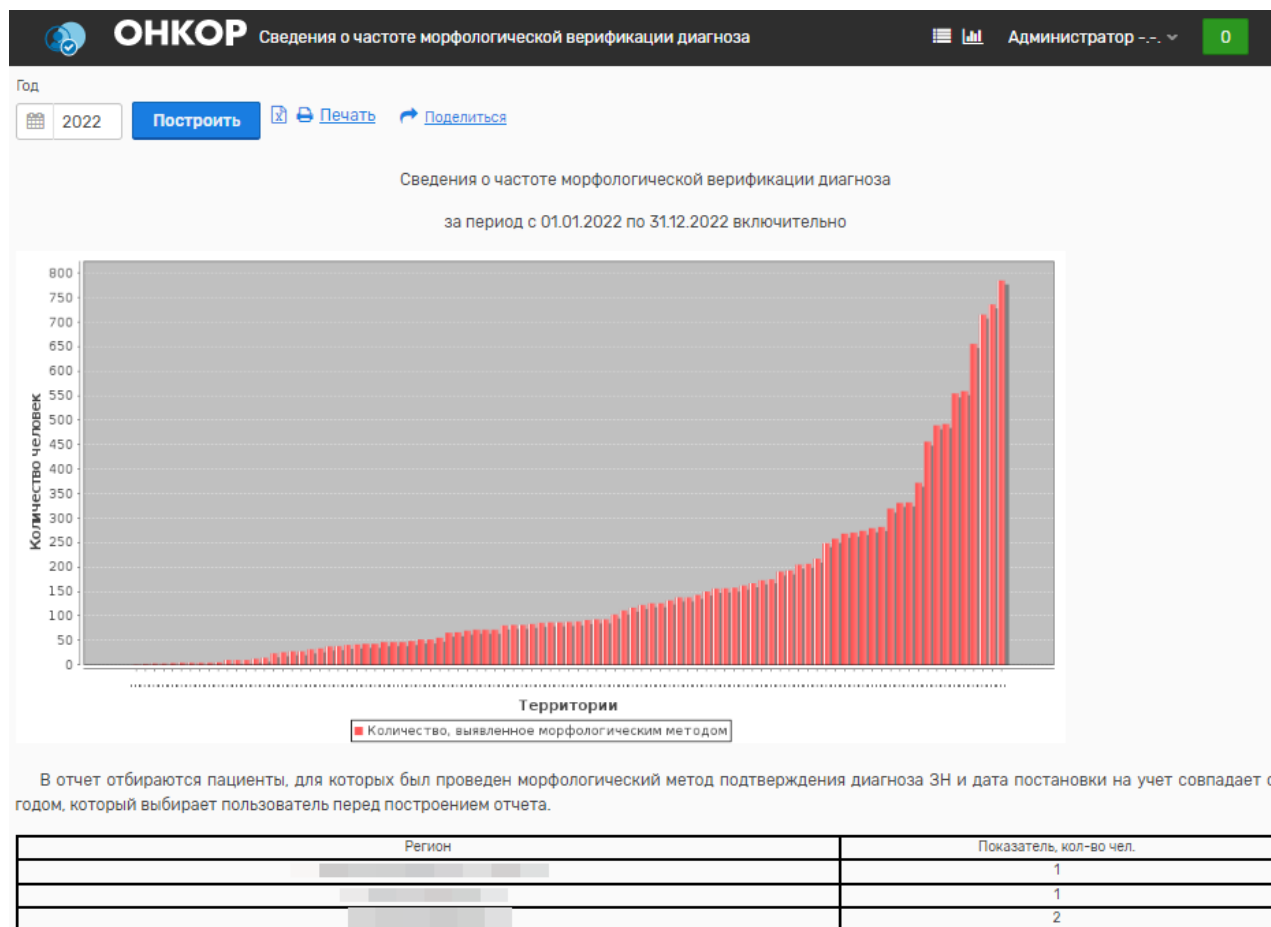 ОНКОР Сведения о частоте морфологической верификации диагноза Администратор -.-. 0
Год
2022 Построить Печать Поделиться
Сведения о частоте морфологической верификации диагноза
за период с 01.01.2022 по 31.12.2022 включительно
800
750
700
650
600
550
500
450
400
350
300
250
200
150
100
50
0
Количество человек
Территории
Количество, выявленное морфологическим методом
В отчет отбираются пациенты, для которых был проведен морфологический метод подтверждения диагноза ЗН и дата постановки на учет совпадает с
годом, который выбирает пользователь перед построением отчета.
Регион Показатель, кол-во чел.
1
1
2